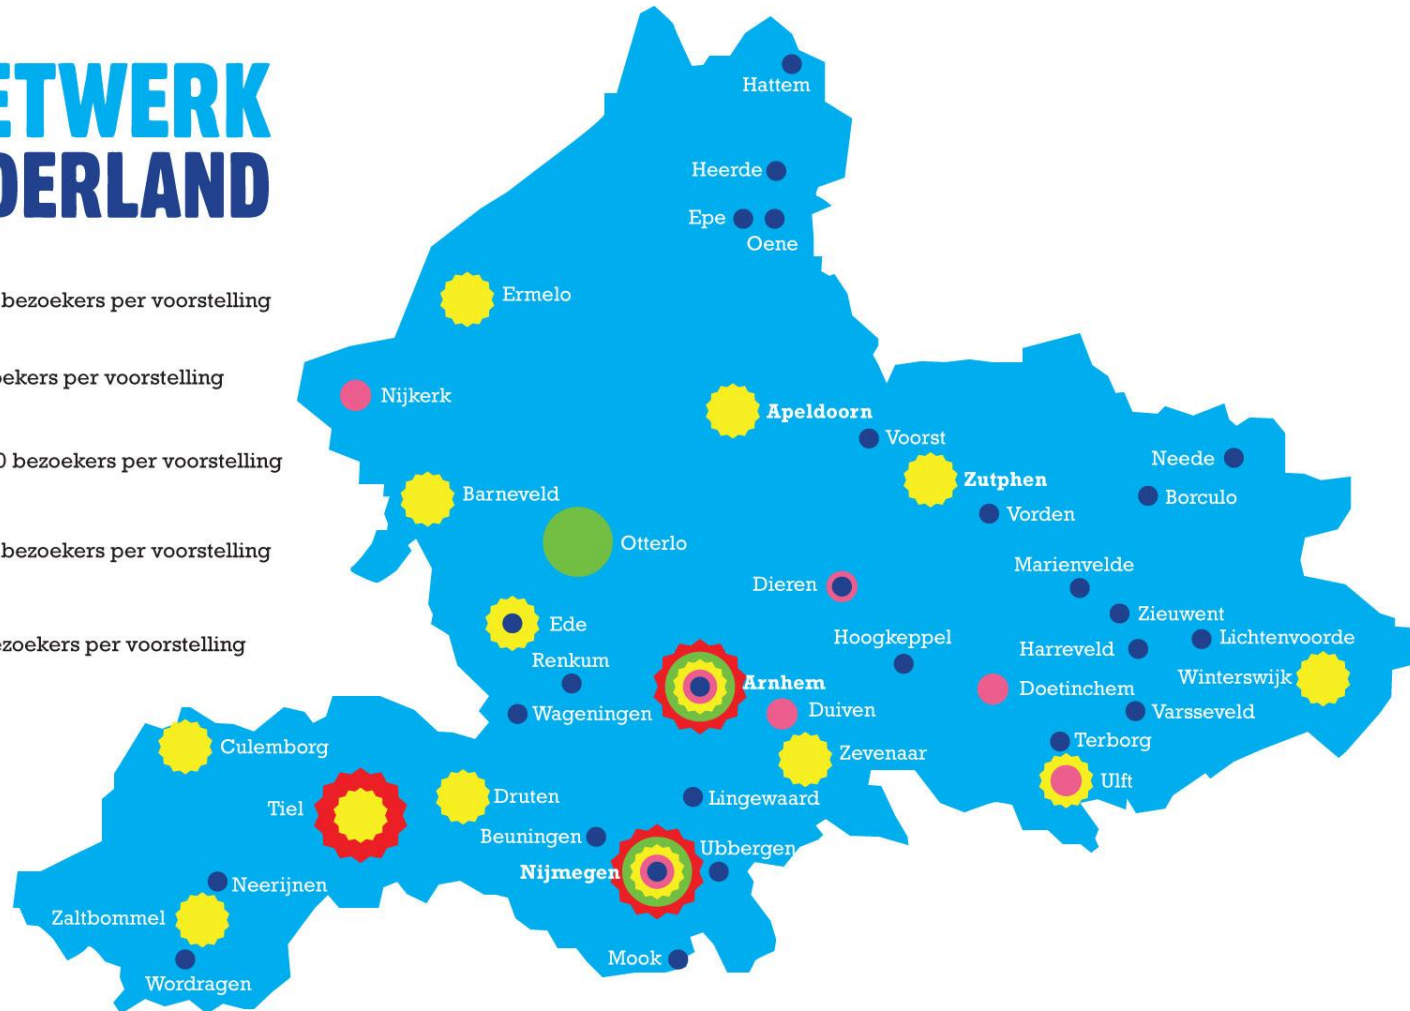 ETWERK
DERLAND
bezoekers per voorstelling
ekers per voorstelling
0 bezoekers per voorstelling
bezoekers per voorstelling
ezoekers per voorstelling
Hattem
Heerde
Epe
Oene
Ermelo
Nijkerk
Apeldoorn
Voorst
Neede
Zutphen
Barneveld
Borculo
Vorden
Otterlo
Marienvelde
Dieren
Zieuwent
Ede
Hoogkeppel
Lichtenvoorde
Harreveld
Renkum
Winterswijk
Arnhem
Doetinchem
Duiven
Varsseveld
Wageningen
Terborg
Culemborg
Zevenaar
Ulft
Druten
Lingewaard
Tiel
Beuningen
Ubbergen
Nijmegen
Neerijnen
Zaltbommel
Mook
Wordragen